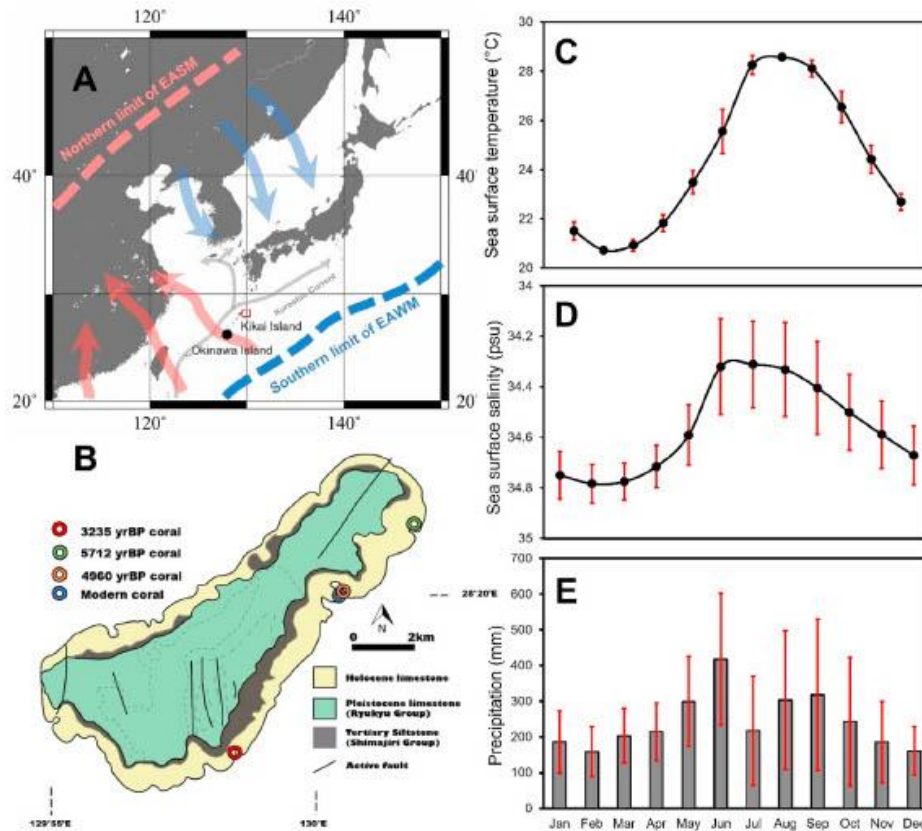 120° 140°
A
Northern limit of EASM
40° 40°
Kuroshio Current
Kikai Island
Okinawa Island
Southern limit of EAWM
20° 20°
120° 140°
B
3235 yrBP coral
5712 yrBP coral
4960 yrBP coral
Modern coral
28°20'E
N
0 2km
Holocene limestone
Pleistocene limestone
(Ryukyu Group)
Tertiary Siltstone
(Shimajiri Group)
Active fault
129°55'E
130°E
C
Sea surface temperature (°C)
30
28
26
24
22
20
D
Sea surface salinity (psu)
34
34.2
34.4
34.6
34.8
35
E
Precipitation (mm)
700
600
500
400
300
200
100
0
Jan Feb Mar Apr May Jun Jul Aug Sep Oct Nov Dec